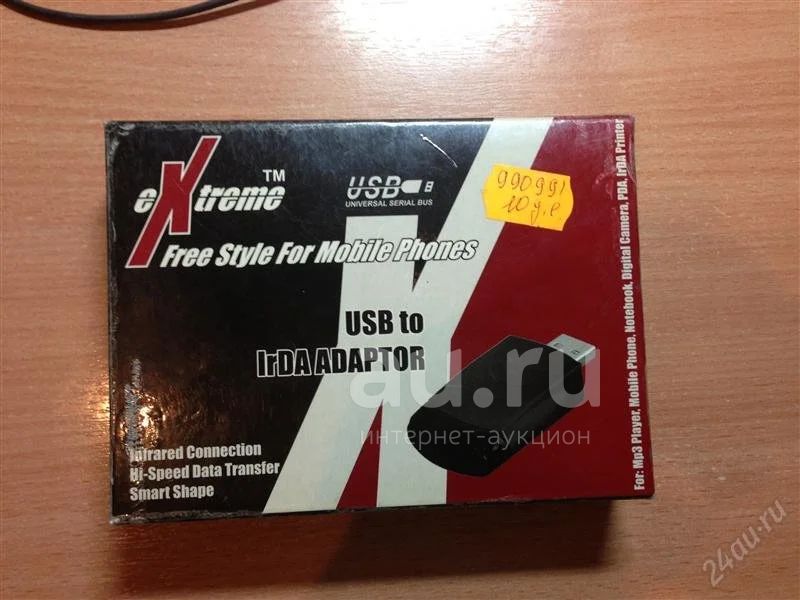 eXtreme™
USB
UNIVERSAL SERIAL BUS
990991
10 у.е.
Free Style For Mobile Phones
USB to
IrDA ADAPTOR
Infrared Connection
Hi-Speed Data Transfer
Smart Shape
For: Mp3 Player, Mobile Phone, Notebook, Digital Camera, PDA, IrDA Printer
au.ru
интернет-аукцион
24au.ru